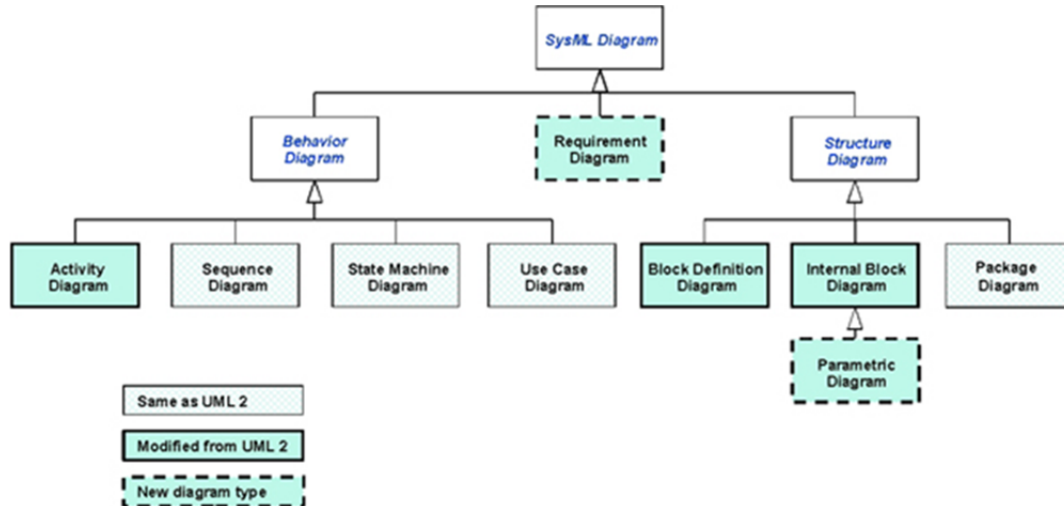 SysML Diagram
Behavior
Diagram
Requirement
Diagram
Structure
Diagram
Activity
Diagram
Sequence
Diagram
State Machine
Diagram
Use Case
Diagram
Block Definition
Diagram
Internal Block
Diagram
Package
Diagram
Parametric
Diagram
Same as UML 2
Modified from UML 2
New diagram type